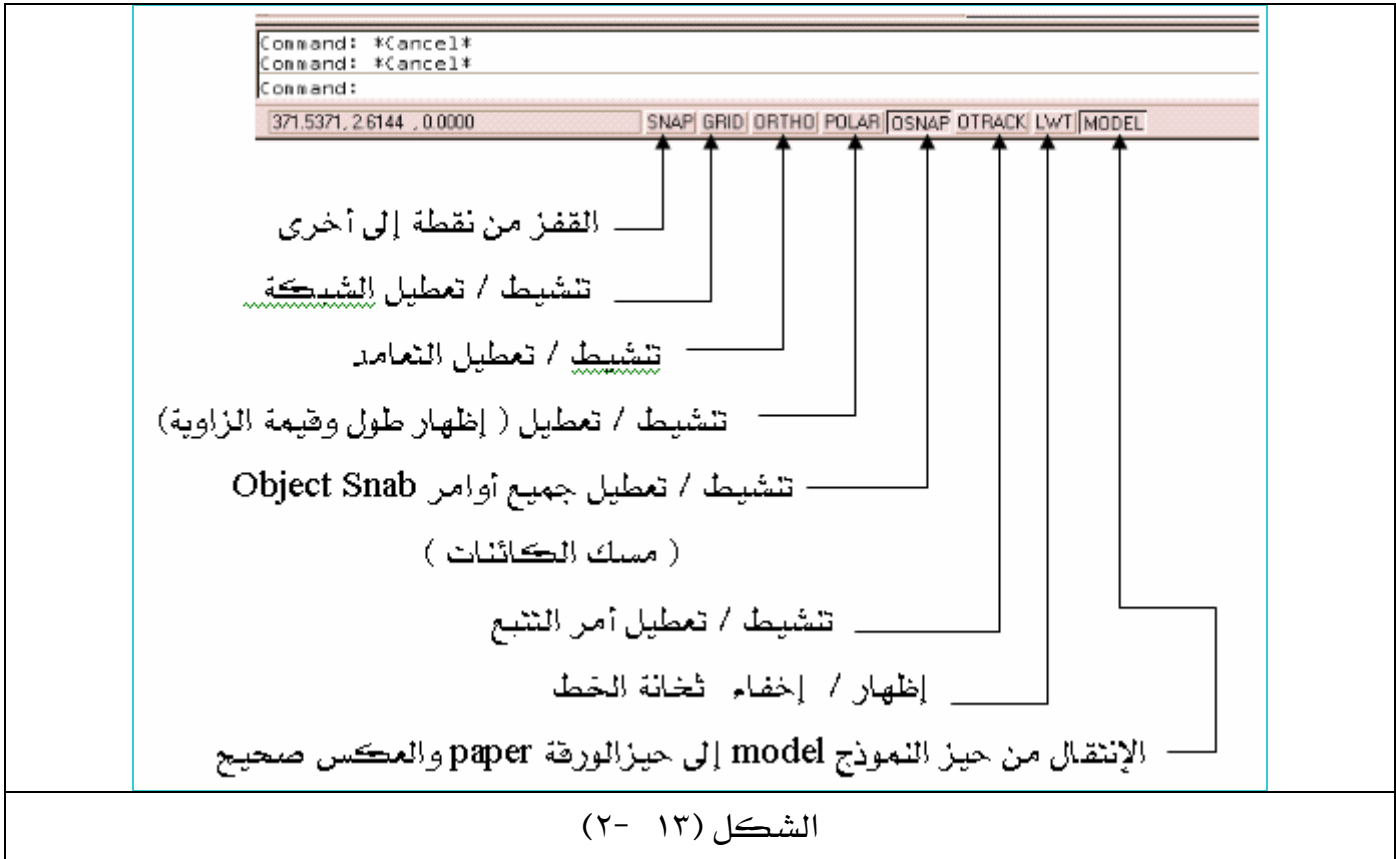 Command: *Cancel*
Command: *Cancel*
Command:
371.5371, 2.6144 , 0.0000 SNAP GRID ORTHO POLAR OSNAP OTRACK LWT MODEL
القفز من نقطة إلى أخرى
تنشيط / تعطيل الشبكة
تنشيط / تعطيل التعامد
تنشيط / تعطيل ( إظهار طول وقيمة الزاوية)
تنشيط / تعطيل جميع أوامر Object Snab
( مسك الكائنات )
تنشيط / تعطيل أمر التتبع
إظهار / إخفاء ثخانة الخط
الإنتقال من حيز النموذج model إلى حيزالورقة paper والعكس صحيح
الشكل (١٣ -٢)